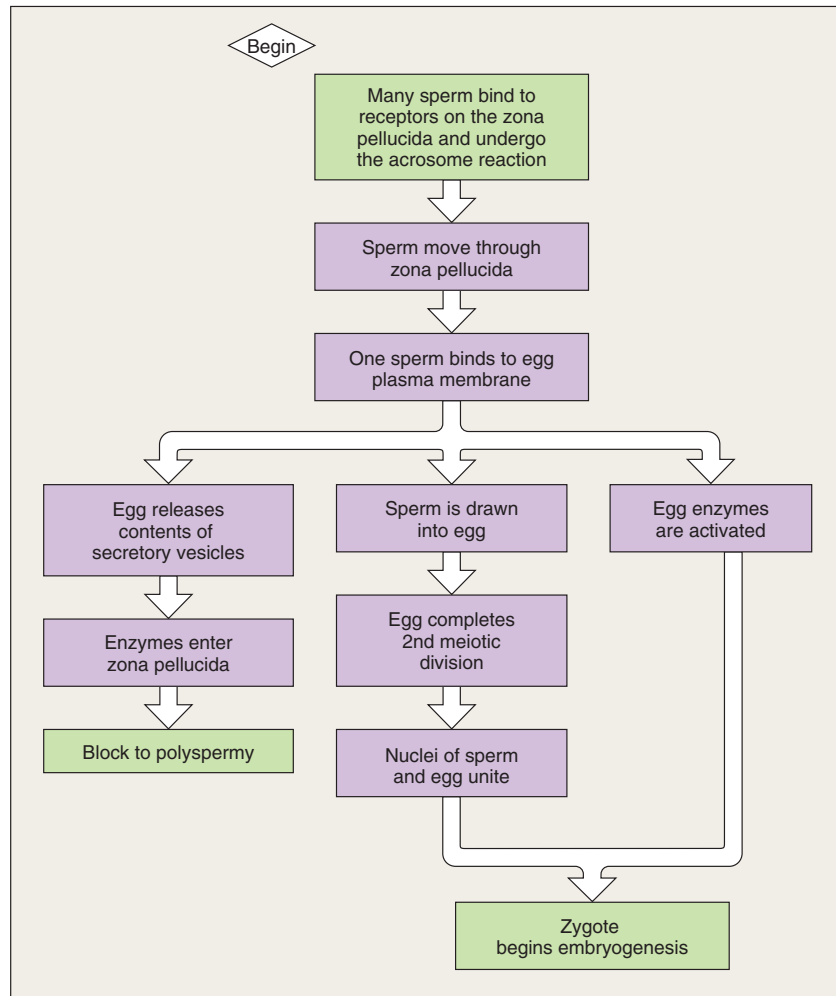 Begin
Many sperm bind to
receptors on the zona
pellucida and undergo
the acrosome reaction
Sperm move through
zona pellucida
One sperm binds to egg
plasma membrane
Egg releases
contents of
secretory vesicles
Sperm is drawn
into egg
Egg enzymes
are activated
Enzymes enter
zona pellucida
Egg completes
2nd meiotic
division
Block to polyspermy
Nuclei of sperm
and egg unite
Zygote
begins embryogenesis